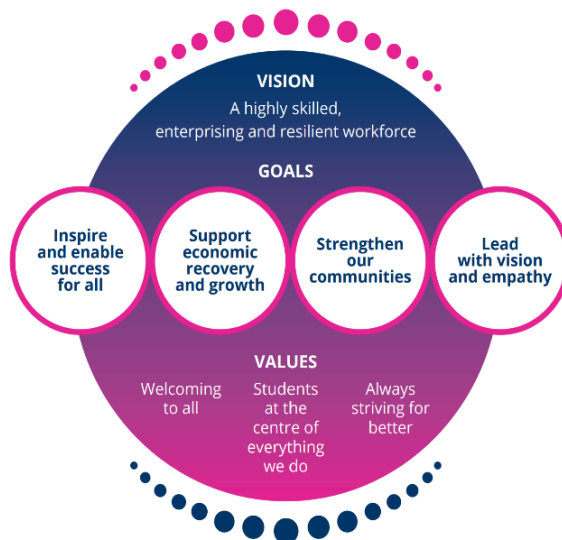 VISION
A highly skilled,
enterprising and resilient workforce
GOALS
Inspire
and enable
success
for all
Support
economic
recovery
and growth
Strengthen
our
communities
Lead
with vision
and empathy
VALUES
Welcoming
to all
Students
at the
centre of
everything
we do
Always
striving for
better